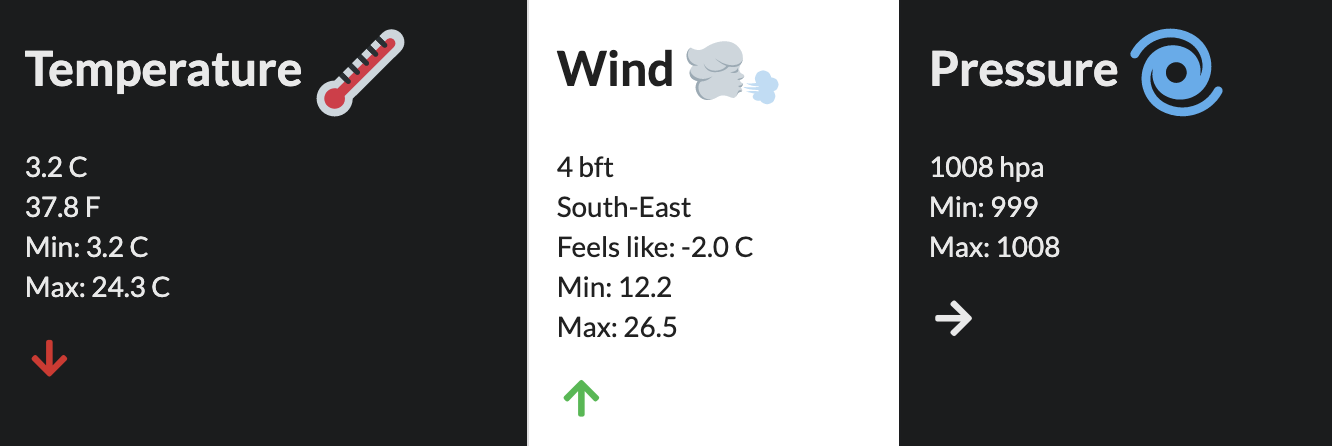 Temperature
3.2 C
37.8 F
Min: 3.2 C
Max: 24.3 C
Wind
4 bft
South-East
Feels like: -2.0 C
Min: 12.2
Max: 26.5
Pressure
1008 hpa
Min: 999
Max: 1008